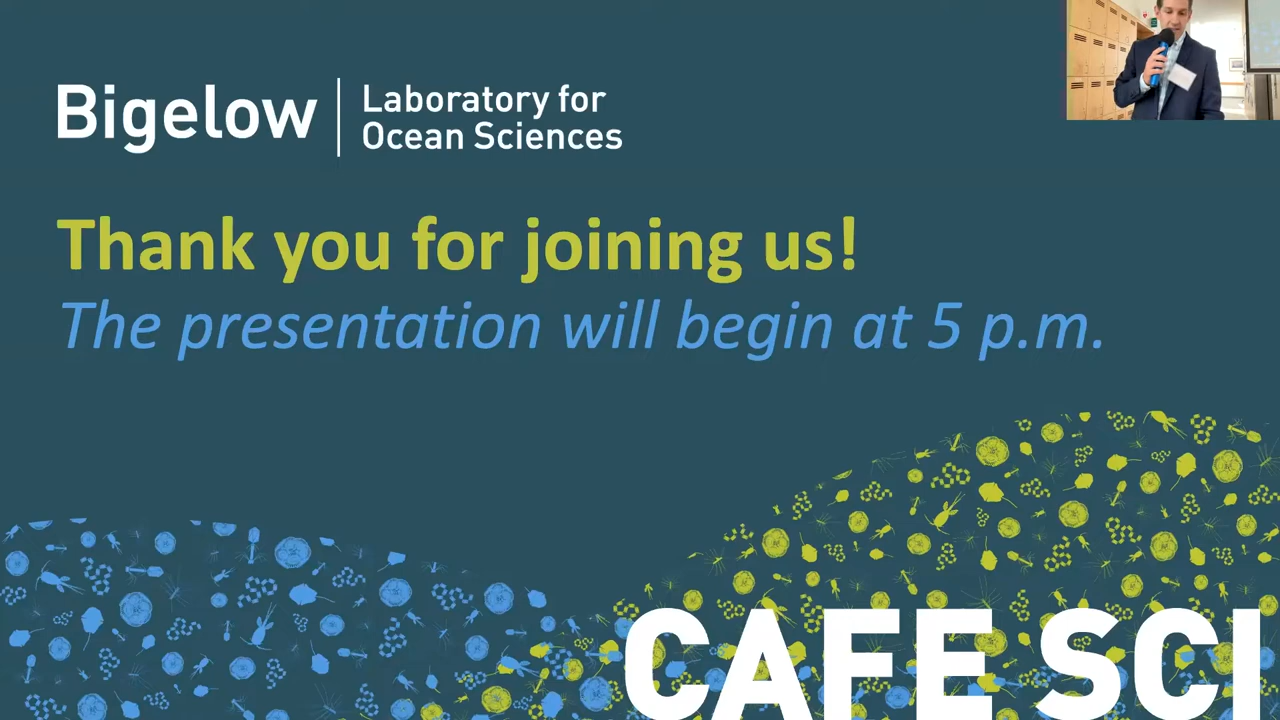 Bigelow
Laboratory for
Ocean Sciences
Thank you for joining us!
The presentation will begin at 5 p.m.
CAFE SCI